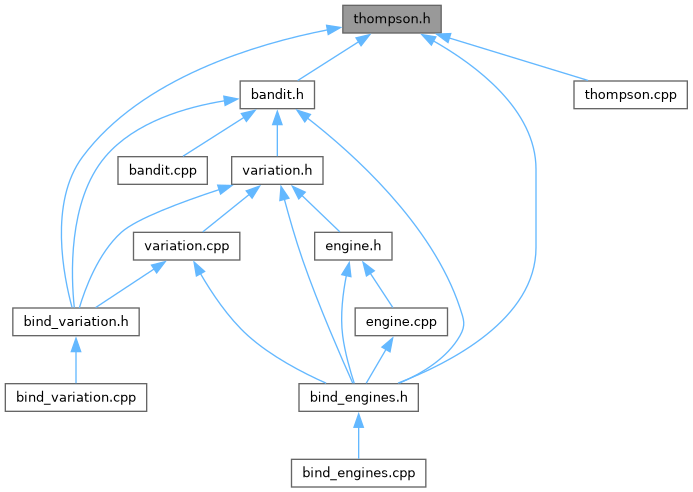 thompson.h
bandit.h
thompson.cpp
bandit.cpp
variation.h
variation.cpp
engine.h
bind_variation.h
engine.cpp
bind_variation.cpp
bind_engines.h
bind_engines.cpp